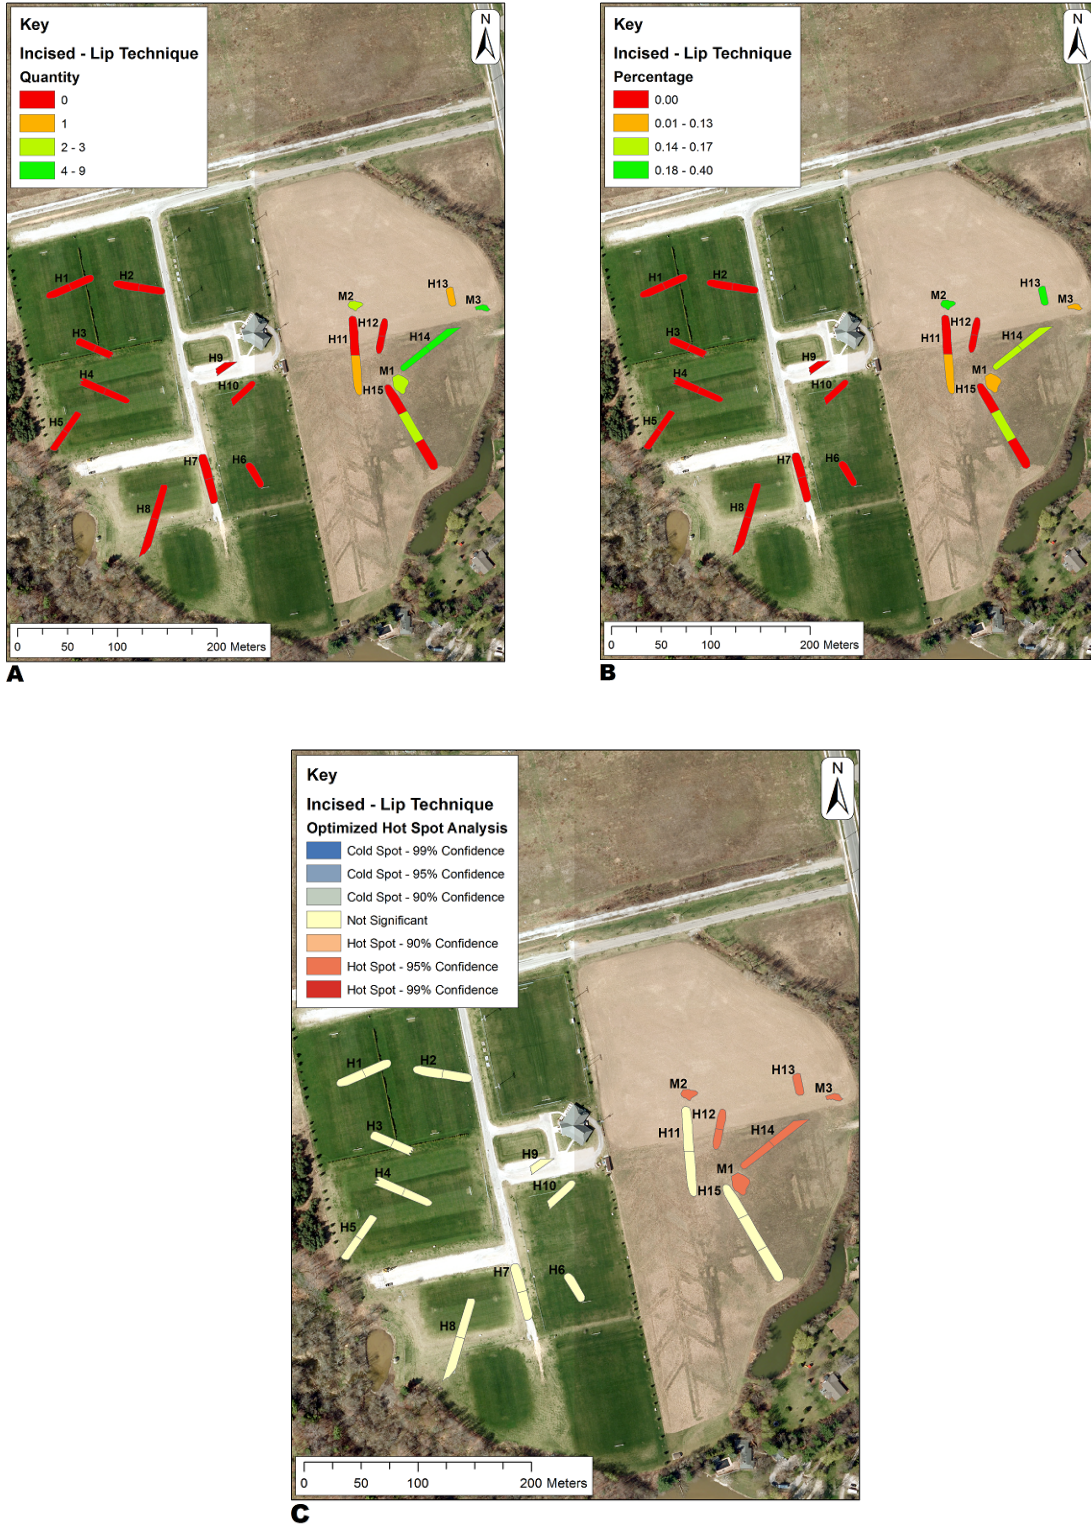 Key
Incised - Lip Technique
Quantity
0
1
2 - 3
4 - 9
N
H1
H2
H3
H4
H5
H6
H7
H8
H9
H10
H11
H12
H13
H14
H15
M1
M2
M3
0 50 100 200 Meters
A
Key
Incised - Lip Technique
Percentage
0.00
0.01 - 0.13
0.14 - 0.17
0.18 - 0.40
N
H1
H2
H3
H4
H5
H6
H7
H8
H9
H10
H11
H12
H13
H14
H15
M1
M2
M3
0 50 100 200 Meters
B
Key
Incised - Lip Technique
Optimized Hot Spot Analysis
Cold Spot - 99% Confidence
Cold Spot - 95% Confidence
Cold Spot - 90% Confidence
Not Significant
Hot Spot - 90% Confidence
Hot Spot - 95% Confidence
Hot Spot - 99% Confidence
N
H1
H2
H3
H4
H5
H6
H7
H8
H9
H10
H11
H12
H13
H14
H15
M1
M2
M3
0 50 100 200 Meters
C